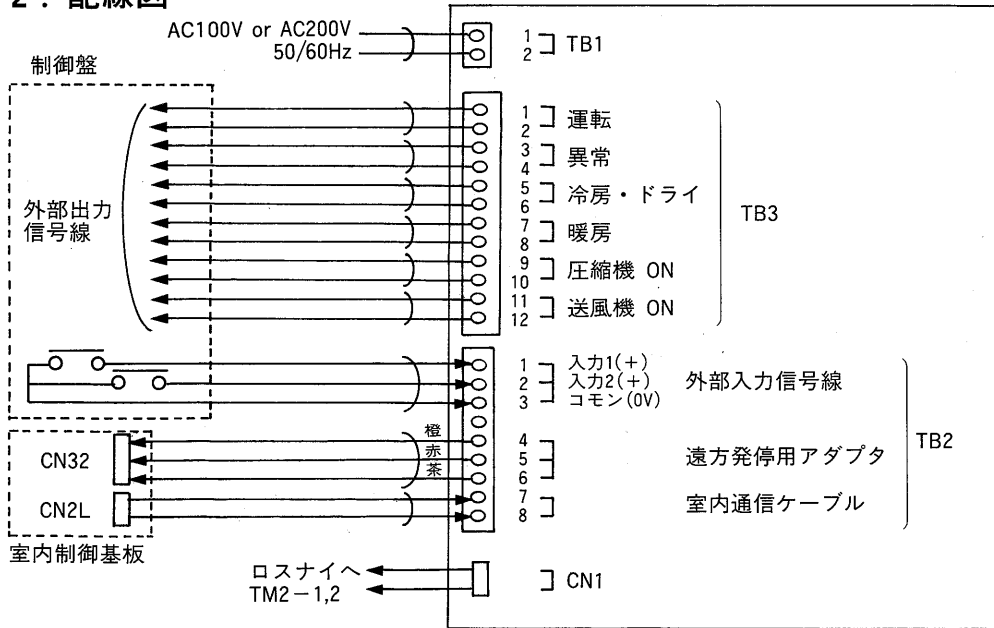 2．配線図
AC100V or AC200V
50/60Hz
1
2
TB1
制御盤
外部出力
信号線
1
2
運転
3
4
異常
5
6
冷房・ドライ
7
8
暖房
9
10
圧縮機 ON
11
12
送風機 ON
TB3
1
入力1(+)
2
入力2(+)
3
コモン(0V)
外部入力信号線
橙
赤
茶
4
5
6
遠方発停用アダプタ
7
8
室内通信ケーブル
TB2
CN32
CN2L
室内制御基板
ロスナイへ
TM2－1,2
CN1